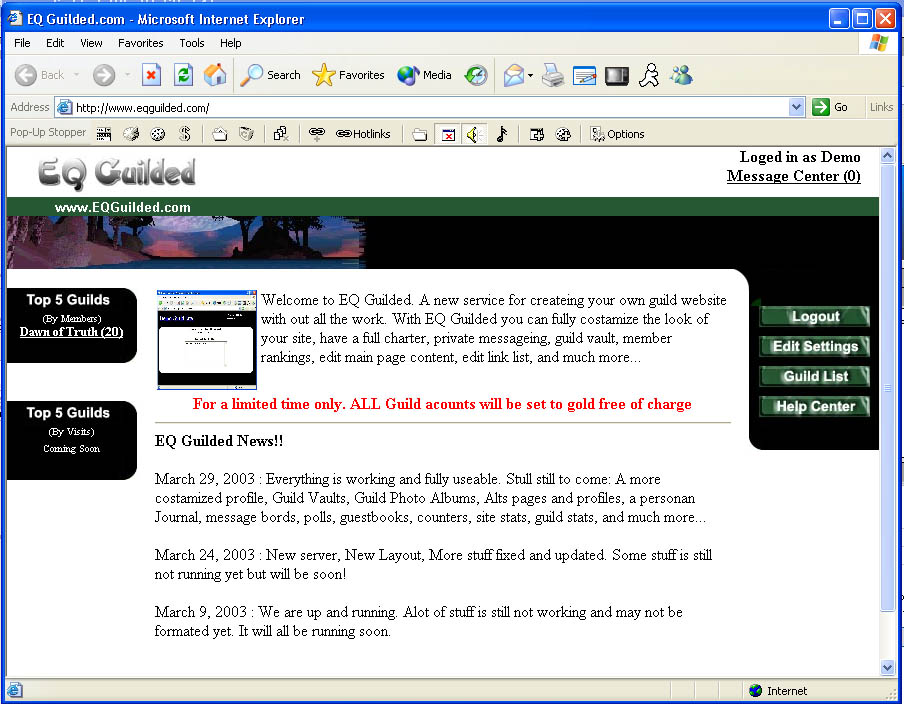 EQ Guilded.com - Microsoft Internet Explorer
File Edit View Favorites Tools Help
Back Search Favorites Media
Address http://www.eqguilded.com/ Go Links
Pop-Up Stopper Hotlinks Options
EQ Guilded
Loged in as Demo
Message Center (0)
www.EQGuilded.com
Top 5 Guilds
(By Members)
Dawn of Truth (20)
Top 5 Guilds
(By Visits)
Coming Soon
Welcome to EQ Guilded. A new service for createing your own guild website
with out all the work. With EQ Guilded you can fully costamize the look of
your site, have a full charter, private messageing, guild vault, member
rankings, edit main page content, edit link list, and much more...
For a limited time only. ALL Guild acounts will be set to gold free of charge
EQ Guilded News!!
March 29, 2003 : Everything is working and fully useable. Stull still to come: A more
costamized profile, Guild Vaults, Guild Photo Albums, Alts pages and profiles, a personan
Journal, message bords, polls, guestbooks, counters, site stats, guild stats, and much more...
March 24, 2003 : New server, New Layout, More stuff fixed and updated. Some stuff is still
not running yet but will be soon!
March 9, 2003 : We are up and running. Alot of stuff is still not working and may not be
formated yet. It will all be running soon.
Logout
Edit Settings
Guild List
Help Center
Internet